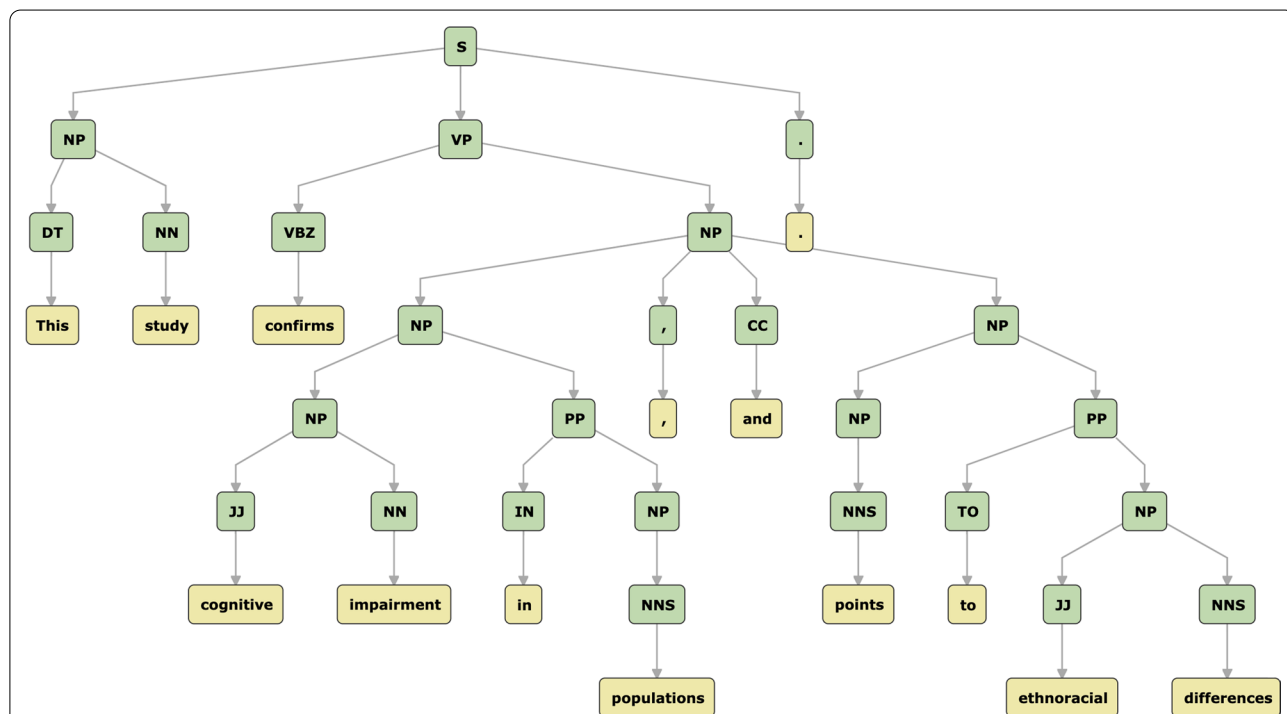 S
NP VP .
DT NN VBZ NP .
This study confirms NP , CC NP
NP PP , and NP PP
JJ NN IN NP NNS TO NP
cognitive impairment in NNS points to JJ NNS
populations ethnoracial differences